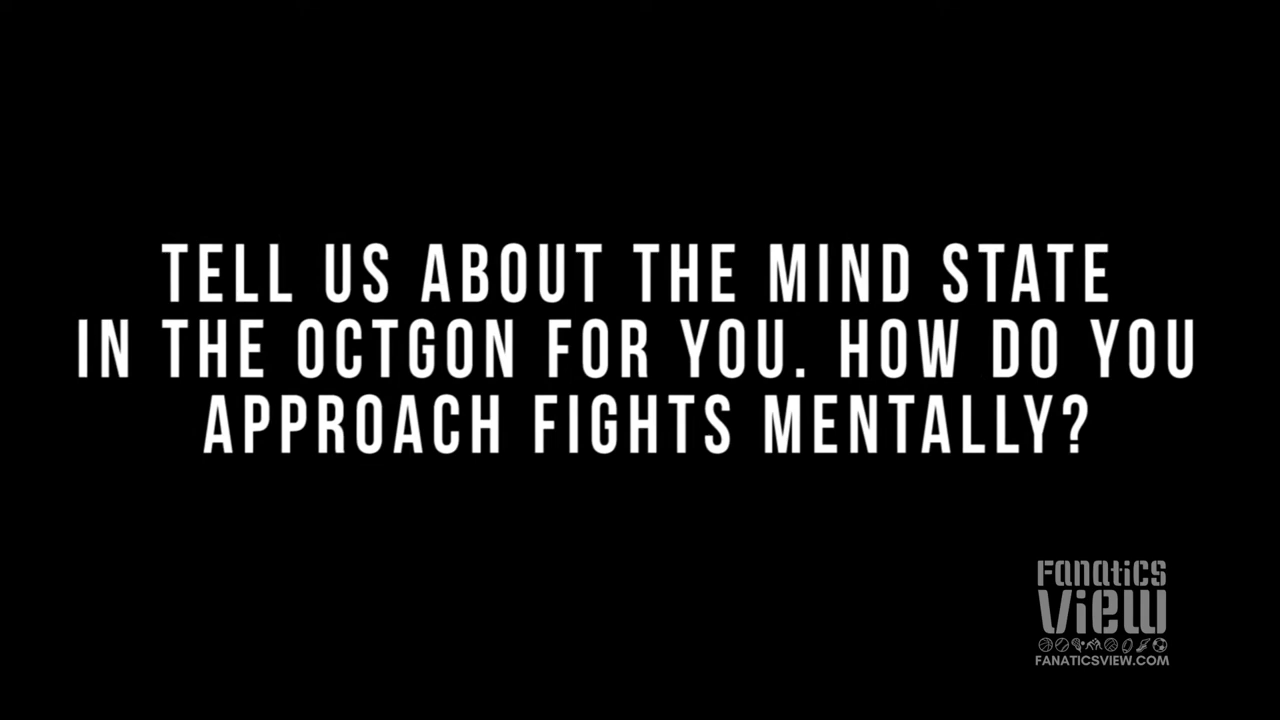 TELL US ABOUT THE MIND STATE
IN THE OCTGON FOR YOU. HOW DO YOU
APPROACH FIGHTS MENTALLY?
FANATICS
VIEW
FANATICSVIEW.COM